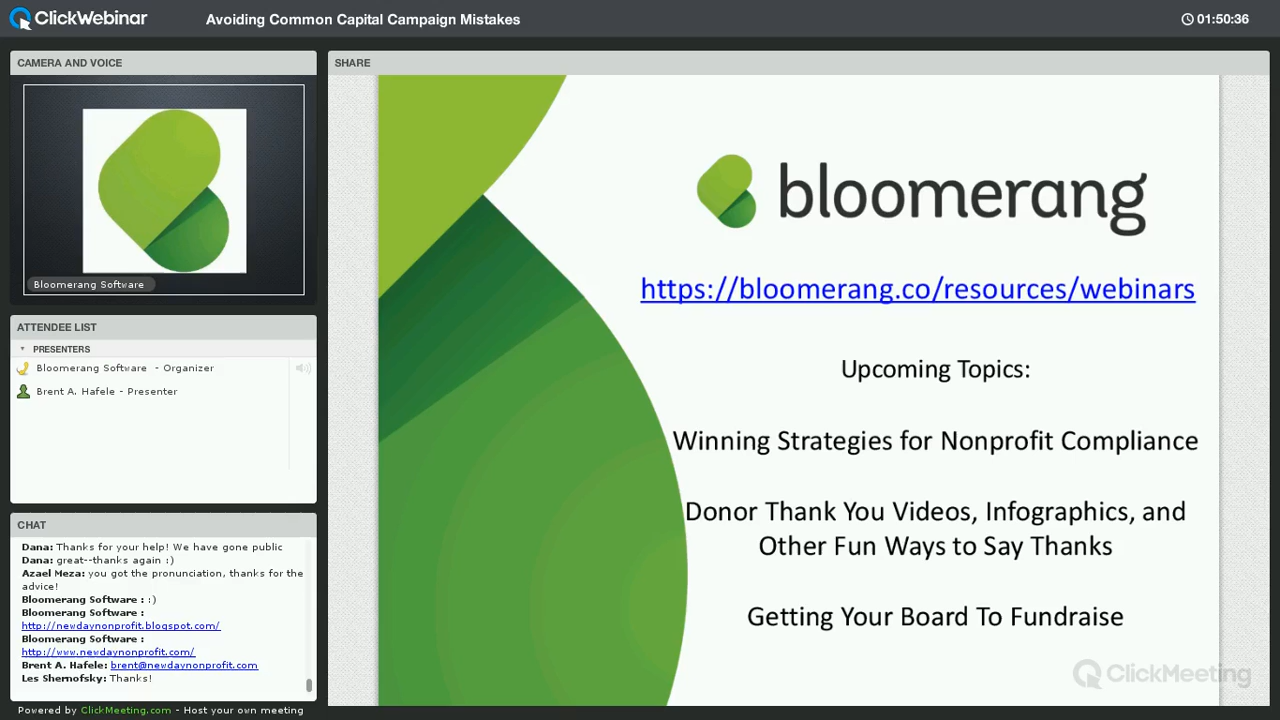 ClickWebinar
Avoiding Common Capital Campaign Mistakes
01:50:36
CAMERA AND VOICE
Bloomerang Software
ATTENDEE LIST
PRESENTERS
Bloomerang Software - Organizer
Brent A. Hafele - Presenter
CHAT
Dana: Thanks for your help! We have gone public
Dana: great--thanks again :)
Azael Meza: you got the pronunciation, thanks for the
advice!
Bloomerang Software : :)
Bloomerang Software :
http://newdaynonprofit.blogspot.com/
Bloomerang Software :
http://www.newdaynonprofit.com/
Brent A. Hafele: brent@newdaynonprofit.com
Les Shernofsky: Thanks!
Powered by ClickMeeting.com - Host your own meeting
SHARE
bloomerang
https://bloomerang.co/resources/webinars
Upcoming Topics:
Winning Strategies for Nonprofit Compliance
Donor Thank You Videos, Infographics, and
Other Fun Ways to Say Thanks
Getting Your Board To Fundraise
ClickMeeting